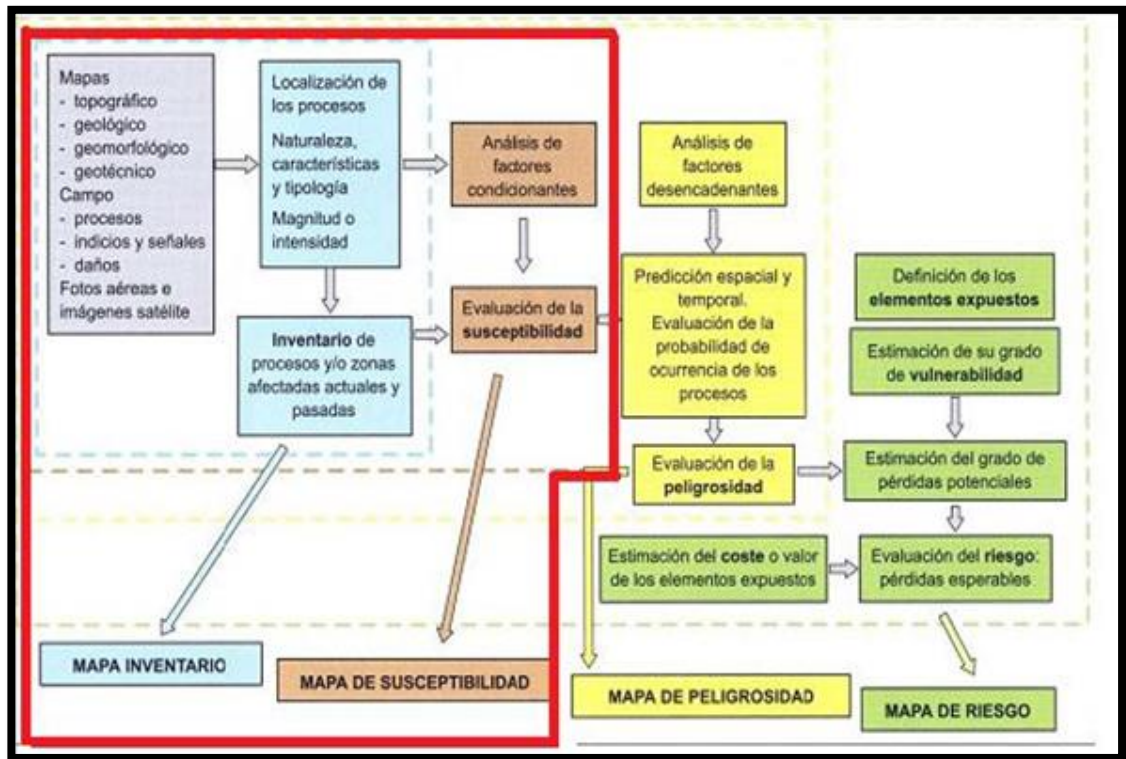 Mapas
- topográfico
- geológico
- geomorfológico
- geotécnico
Campo
- procesos
- indicios y señales
- daños
Fotos aéreas e
imágenes satélite
Localización de
los procesos
Naturaleza,
características
y tipología
Magnitud o
intensidad
Inventario de
procesos y/o zonas
afectadas actuales y
pasadas
Análisis de
factores
condicionantes
Evaluación de la
susceptibilidad
Análisis de
factores
desencadenantes
Predicción espacial y
temporal.
Evaluación de la
probabilidad de
ocurrencia de los
procesos
Evaluación de la
peligrosidad
Definición de los
elementos expuestos
Estimación de su grado
de vulnerabilidad
Estimación del grado de
pérdidas potenciales
Estimación del coste o valor
de los elementos expuestos
Evaluación del riesgo:
pérdidas esperables
MAPA INVENTARIO
MAPA DE SUSCEPTIBILIDAD
MAPA DE PELIGROSIDAD
MAPA DE RIESGO